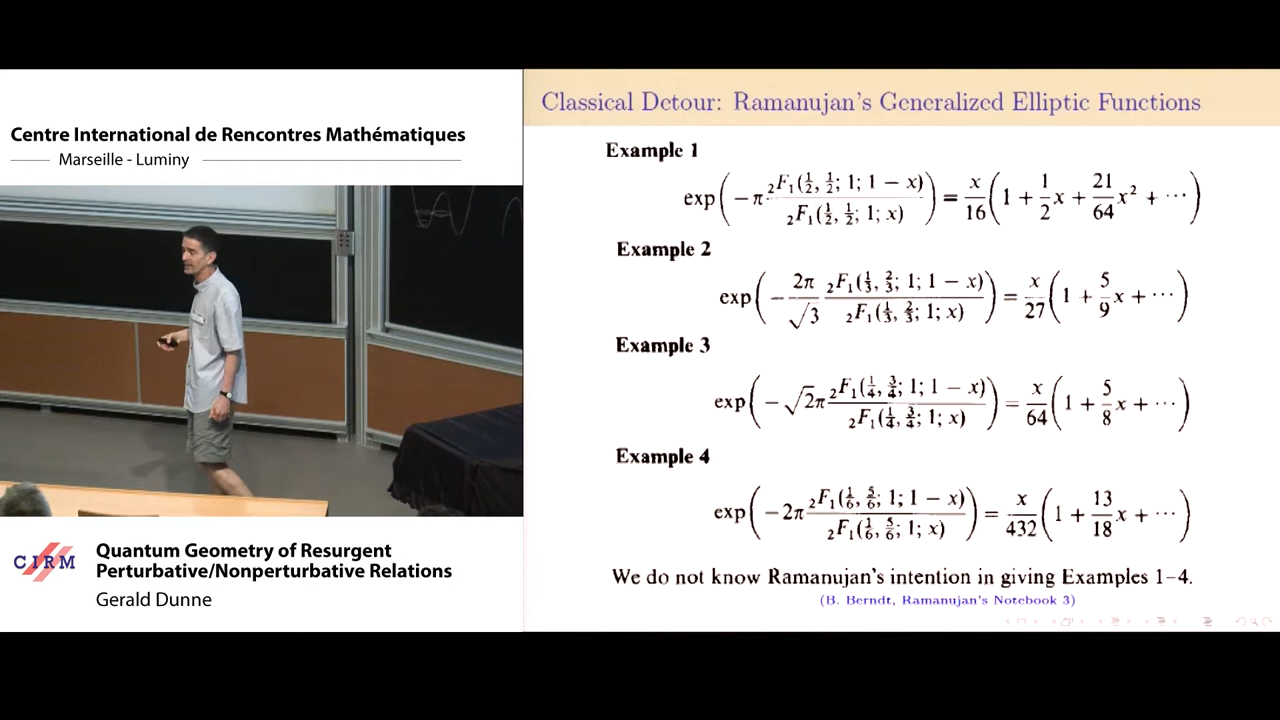 Centre International de Rencontres Mathématiques
Marseille - Luminy
CIRM
Quantum Geometry of Resurgent
Perturbative/Nonperturbative Relations
Gerald Dunne
Classical Detour: Ramanujan's Generalized Elliptic Functions
Example 1
exp(−π ₂F₁(½, ½; 1; 1 − x) / ₂F₁(½, ½; 1; x)) = x/16 (1 + 1/2 x + 21/64 x² + ···)
Example 2
exp(−2π/√3 ₂F₁(⅓, ⅔; 1; 1 − x) / ₂F₁(⅓, ⅔; 1; x)) = x/27 (1 + 5/9 x + ···)
Example 3
exp(−√2π ₂F₁(¼, ¾; 1; 1 − x) / ₂F₁(¼, ¾; 1; x)) = x/64 (1 + 5/8 x + ···)
Example 4
exp(−2π ₂F₁(⅙, ⅚; 1; 1 − x) / ₂F₁(⅙, ⅚; 1; x)) = x/432 (1 + 13/18 x + ···)
We do not know Ramanujan's intention in giving Examples 1–4.
(B. Berndt, Ramanujan's Notebook 3)